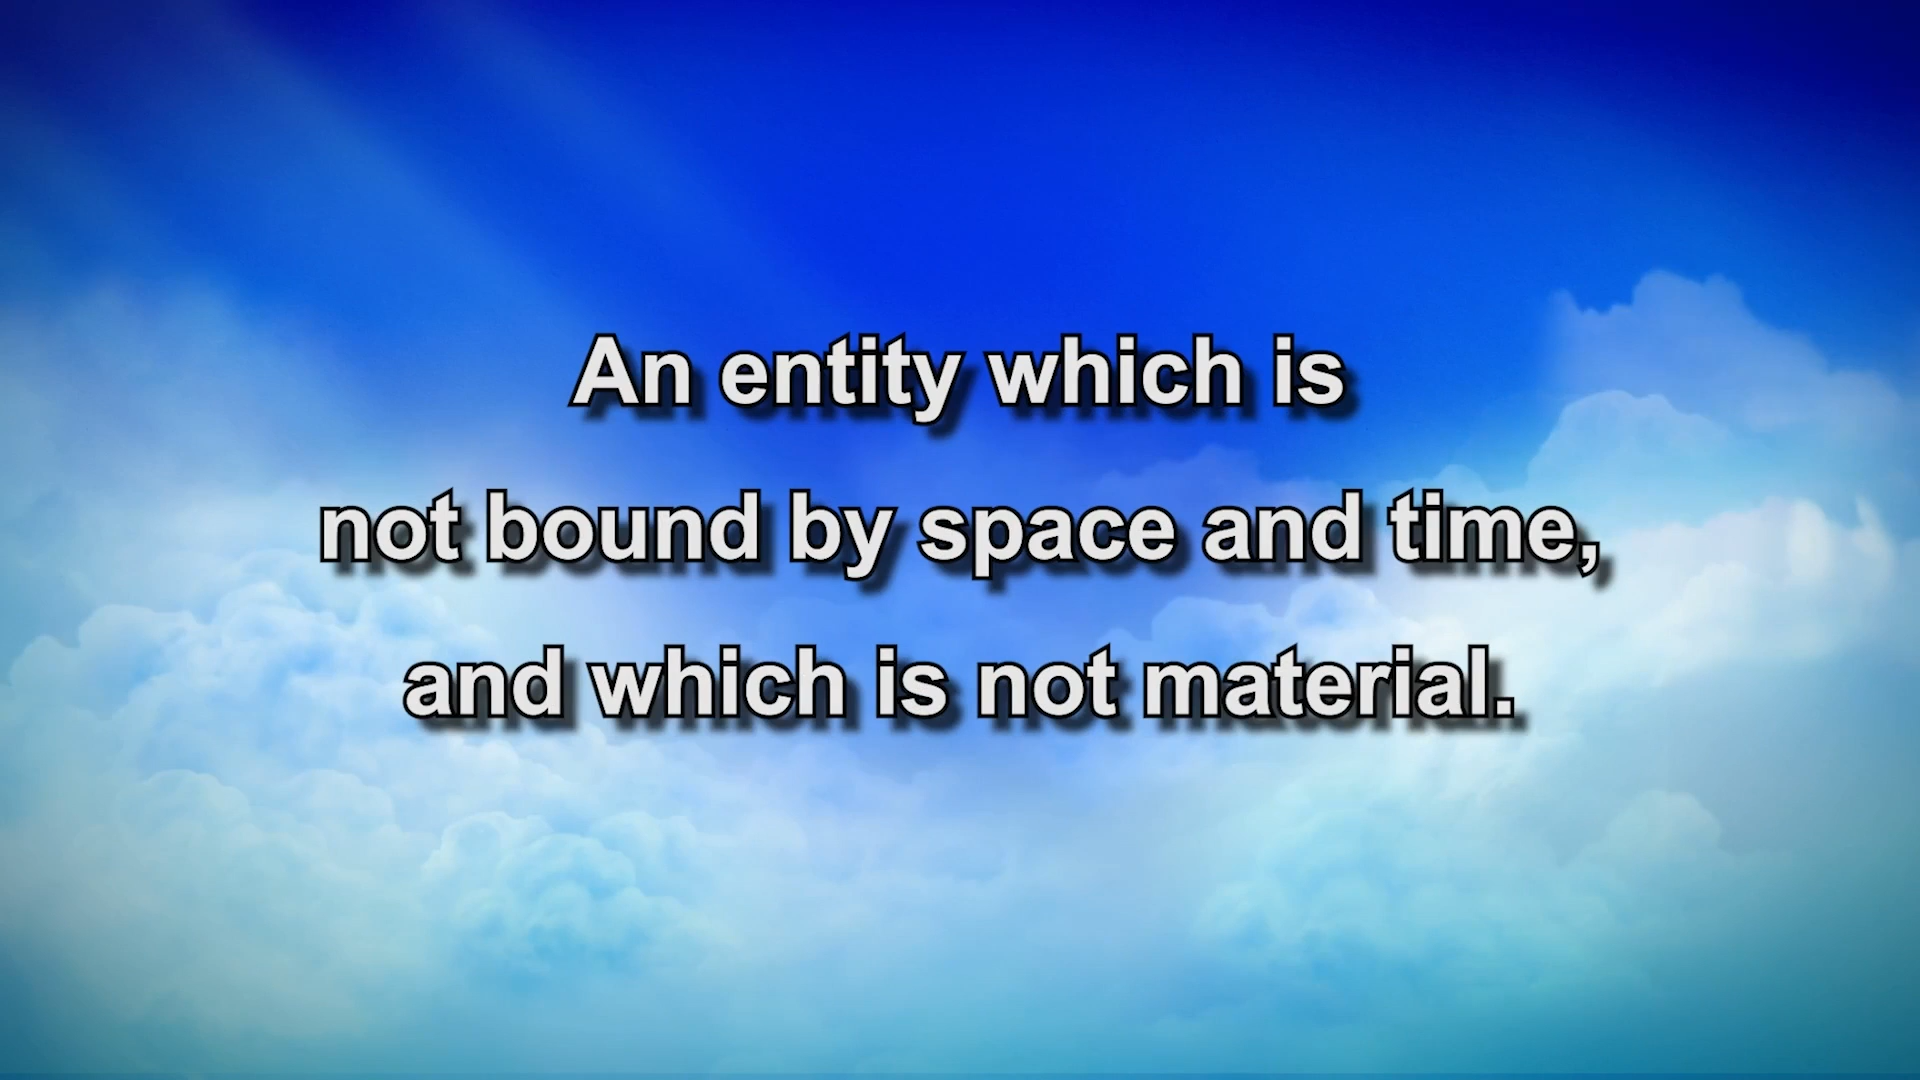 An entity which is
not bound by space and time,
and which is not material.